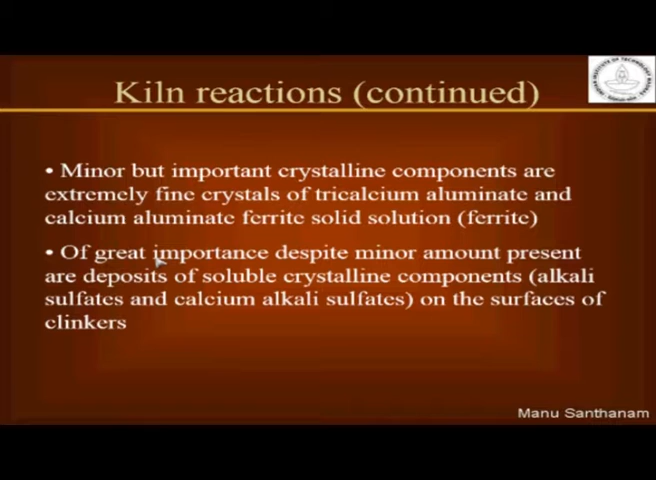 Kiln reactions (continued)
• Minor but important crystalline components are
extremely fine crystals of tricalcium aluminate and
calcium aluminate ferrite solid solution (ferrite)
• Of great importance despite minor amount present
are deposits of soluble crystalline components (alkali
sulfates and calcium alkali sulfates) on the surfaces of
clinkers
Manu Santhanam